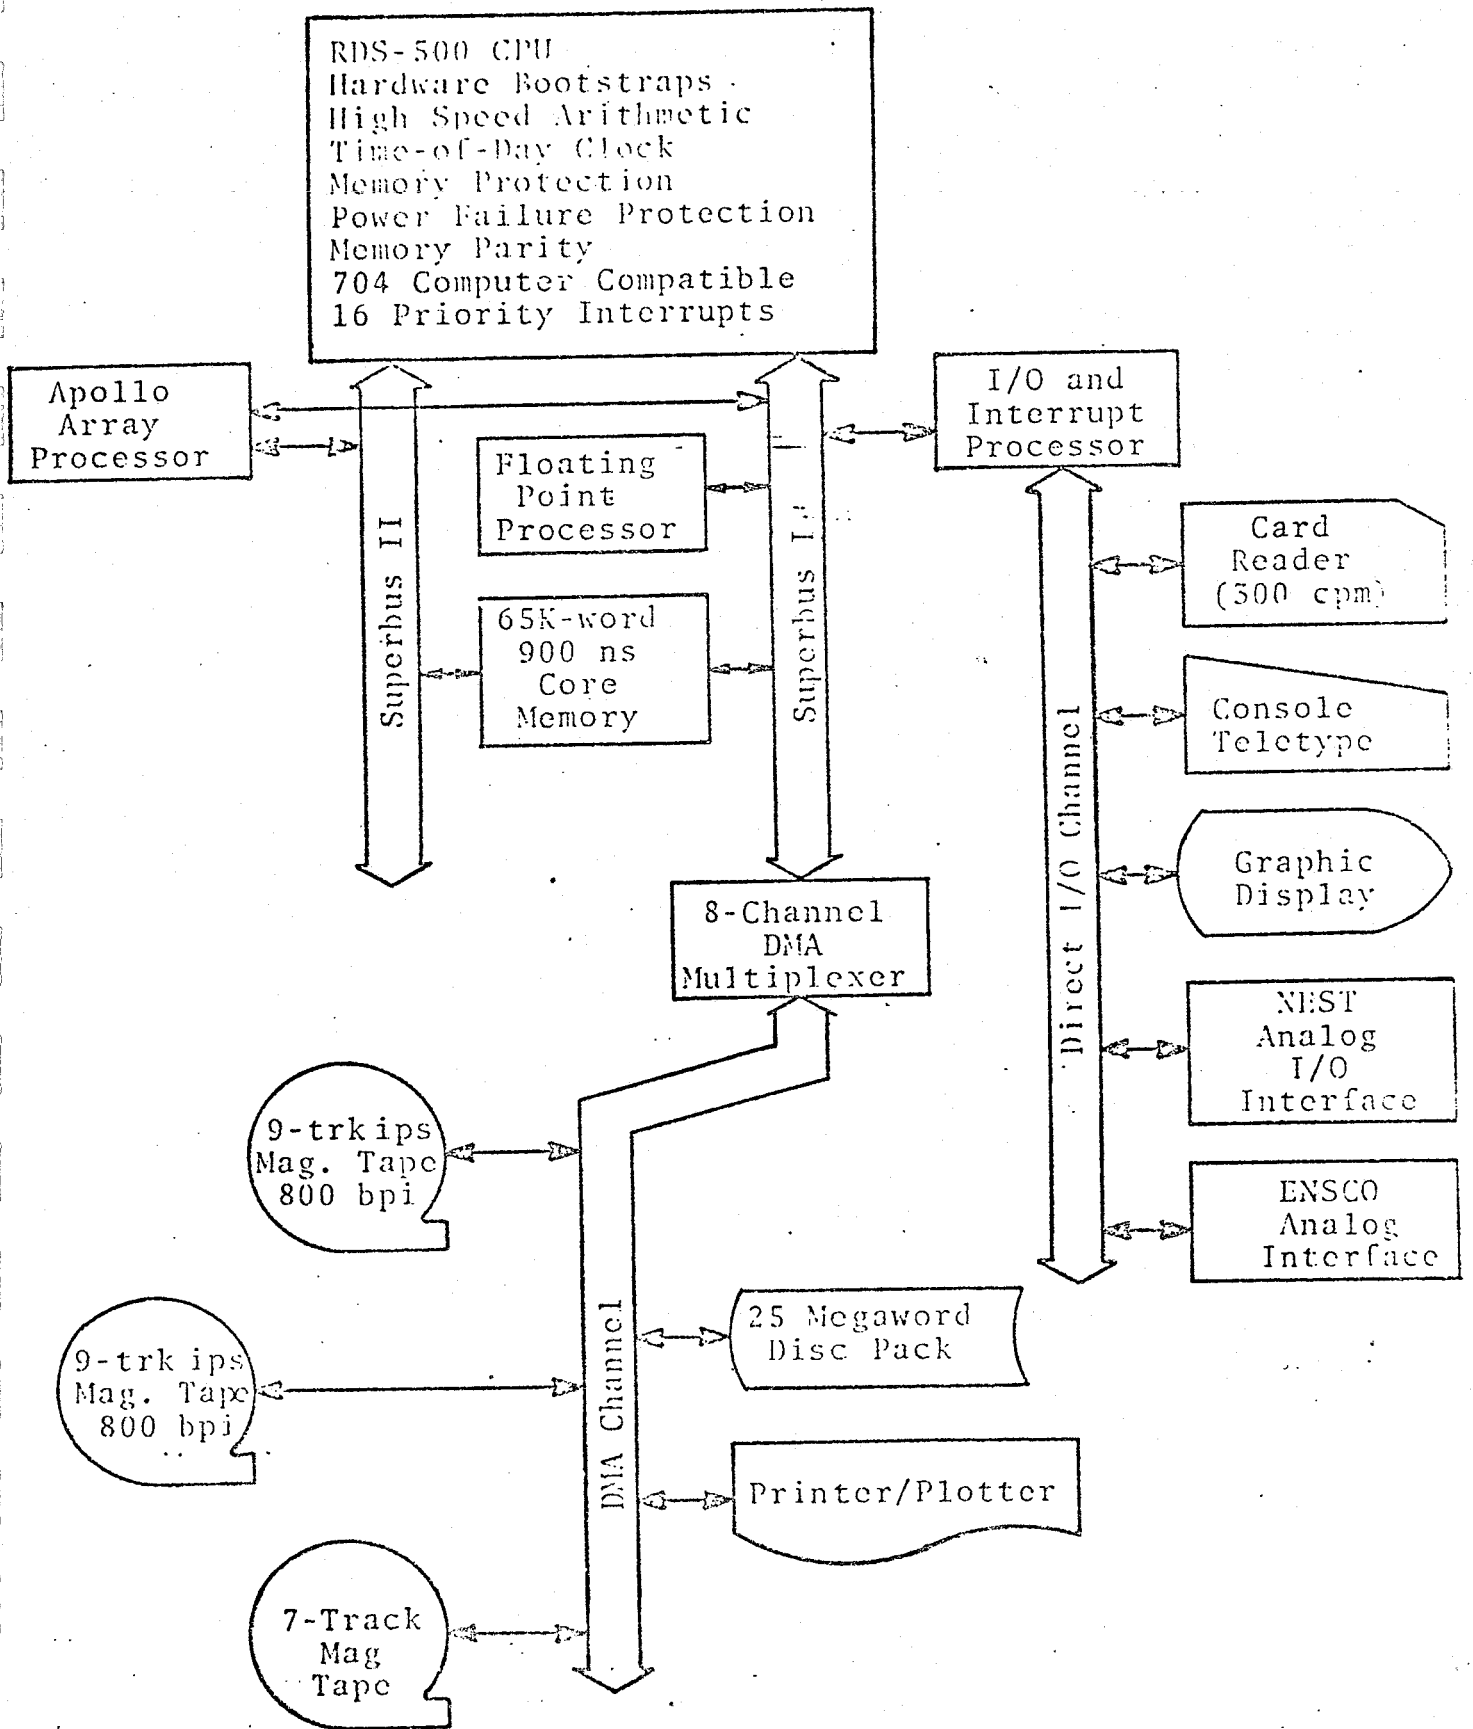 RDS-500 CPU
Hardware Bootstraps
High Speed Arithmetic
Time-of-Day Clock
Memory Protection
Power Failure Protection
Memory Parity
704 Computer Compatible
16 Priority Interrupts
Apollo
Array
Processor
I/O and
Interrupt
Processor
Floating
Point
Processor
Superbus II
Superbus I
65K-word
900 ns
Core
Memory
Card
Reader
(300 cpm)
Console
Teletype
Direct I/O Channel
Graphic
Display
8-Channel
DMA
Multiplexer
NEST
Analog
I/O
Interface
9-trk ips
Mag. Tape
800 bpi
ENSCO
Analog
Interface
DMA Channel
25 Megaword
Disc Pack
9-trk ips
Mag. Tape
800 bpi
Printer/Plotter
7-Track
Mag
Tape